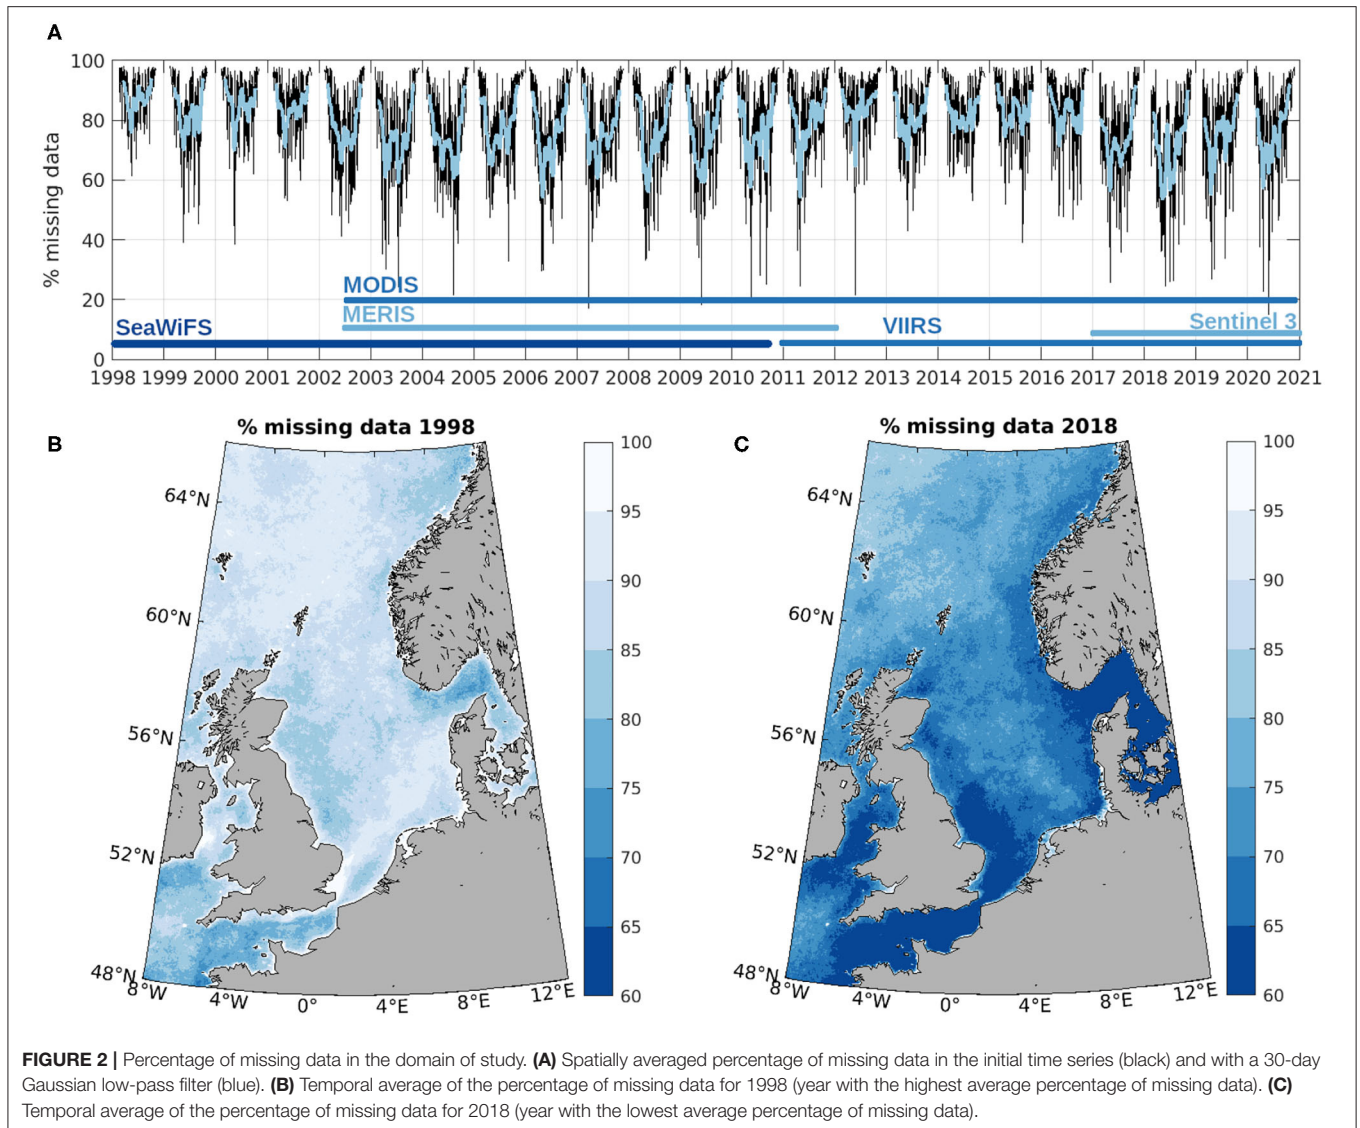 A
100
80
60
40
20
0
% missing data
MODIS
MERIS
SeaWiFS
VIIRS
Sentinel 3
1998 1999 2000 2001 2002 2003 2004 2005 2006 2007 2008 2009 2010 2011 2012 2013 2014 2015 2016 2017 2018 2019 2020 2021
B
% missing data 1998
64°N
60°N
56°N
52°N
48°N
8°W 4°W 0° 4°E 8°E 12°E
100
95
90
85
80
75
70
65
60
C
% missing data 2018
64°N
60°N
56°N
52°N
48°N
8°W 4°W 0° 4°E 8°E 12°E
100
95
90
85
80
75
70
65
60
FIGURE 2 | Percentage of missing data in the domain of study. (A) Spatially averaged percentage of missing data in the initial time series (black) and with a 30-day
Gaussian low-pass filter (blue). (B) Temporal average of the percentage of missing data for 1998 (year with the highest average percentage of missing data). (C)
Temporal average of the percentage of missing data for 2018 (year with the lowest average percentage of missing data).